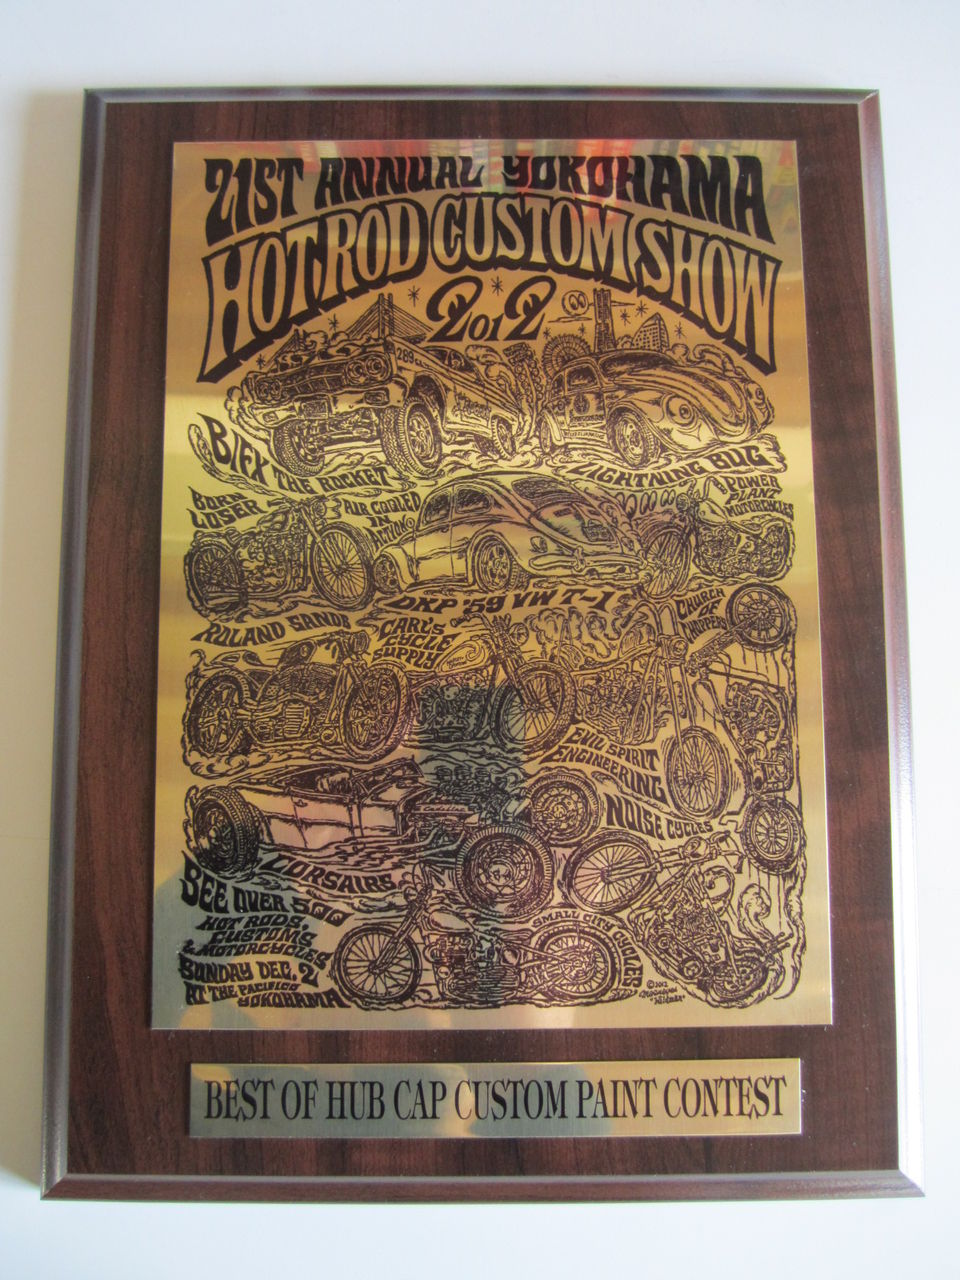 21ST ANNUAL YOKOHAMA
HOT ROD CUSTOM SHOW
2012
289
BIFX THE ROCKET
LIGHTNING BUG
BORN
LOSER
AIR COOLED
IN
ACTION
POWER
PLANT
MOTORCYCLES
DKP '59 VW T-1
CHURCH
OF
CHOPPERS
ROLAND SANDS
CARL'S
CYCLE
SUPPLY
EVIL SPIRIT
ENGINEERING
NOISE CYCLES
CORSAIRS
SEE OVER 500
HOT RODS,
CUSTOMS
& MOTORCYCLES
SUNDAY DEC. 2
AT THE PACIFICO
YOKOHAMA
SMALL CITY CYCLES
©2012
BEST OF HUB CAP CUSTOM PAINT CONTEST